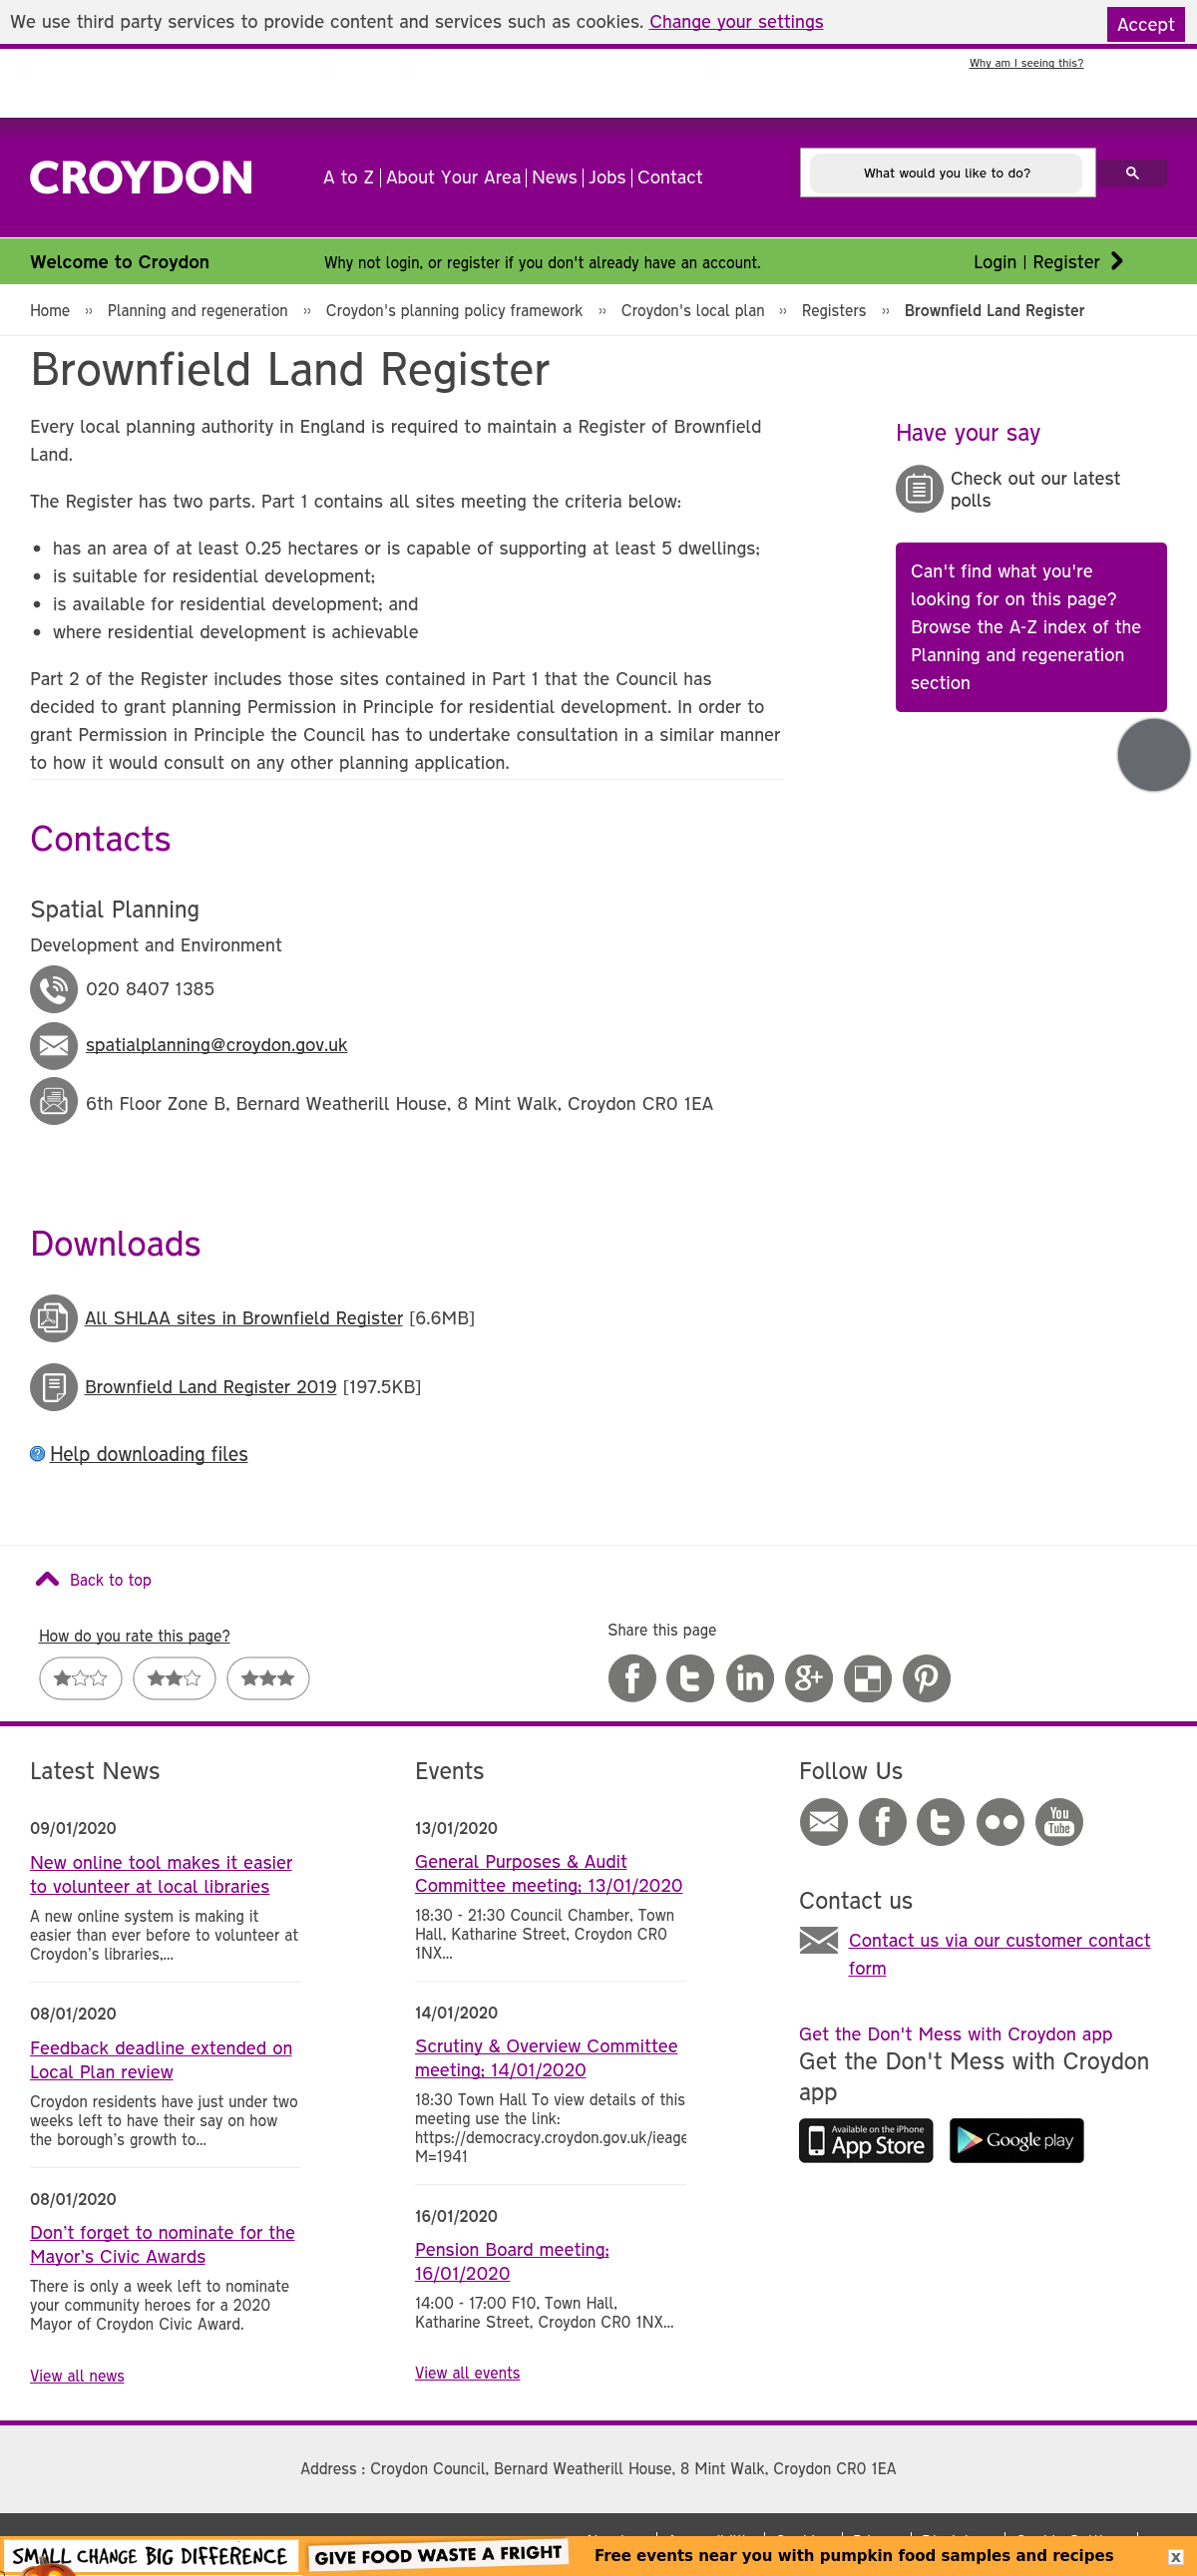 We use third party services to provide content and services such as cookies. Change your settings
Accept
Why am I seeing this?
CROYDON
A to Z | About Your Area | News | Jobs | Contact
What would you like to do?
Welcome to Croydon
Why not login, or register if you don't already have an account.
Login | Register
Home » Planning and regeneration » Croydon's planning policy framework » Croydon's local plan » Registers » Brownfield Land Register
Brownfield Land Register
Every local planning authority in England is required to maintain a Register of Brownfield
Land.
The Register has two parts. Part 1 contains all sites meeting the criteria below:
• has an area of at least 0.25 hectares or is capable of supporting at least 5 dwellings;
• is suitable for residential development;
• is available for residential development; and
• where residential development is achievable
Part 2 of the Register includes those sites contained in Part 1 that the Council has
decided to grant planning Permission in Principle for residential development. In order to
grant Permission in Principle the Council has to undertake consultation in a similar manner
to how it would consult on any other planning application.
Have your say
Check out our latest
polls
Can't find what you're
looking for on this page?
Browse the A-Z index of the
Planning and regeneration
section
Contacts
Spatial Planning
Development and Environment
020 8407 1385
spatialplanning@croydon.gov.uk
6th Floor Zone B, Bernard Weatherill House, 8 Mint Walk, Croydon CR0 1EA
Downloads
All SHLAA sites in Brownfield Register [6.6MB]
Brownfield Land Register 2019 [197.5KB]
Help downloading files
Back to top
How do you rate this page?
Share this page
Latest News
09/01/2020
New online tool makes it easier
to volunteer at local libraries
A new online system is making it
easier than ever before to volunteer at
Croydon’s libraries,...
08/01/2020
Feedback deadline extended on
Local Plan review
Croydon residents have just under two
weeks left to have their say on how
the borough’s growth to...
08/01/2020
Don’t forget to nominate for the
Mayor’s Civic Awards
There is only a week left to nominate
your community heroes for a 2020
Mayor of Croydon Civic Award.
View all news
Events
13/01/2020
General Purposes & Audit
Committee meeting; 13/01/2020
18:30 - 21:30 Council Chamber, Town
Hall, Katharine Street, Croydon CR0
1NX...
14/01/2020
Scrutiny & Overview Committee
meeting; 14/01/2020
18:30 Town Hall To view details of this
meeting use the link:
https://democracy.croydon.gov.uk/ieage
M=1941
16/01/2020
Pension Board meeting;
16/01/2020
14:00 - 17:00 F10, Town Hall,
Katharine Street, Croydon CR0 1NX...
View all events
Follow Us
You
Tube
Contact us
Contact us via our customer contact
form
Get the Don't Mess with Croydon app
Get the Don't Mess with Croydon
app
Available on the iPhone
App Store
Google play
Address : Croydon Council, Bernard Weatherill House, 8 Mint Walk, Croydon CR0 1EA
SMALL CHANGE BIG DIFFERENCE
GIVE FOOD WASTE A FRIGHT
Free events near you with pumpkin food samples and recipes
X